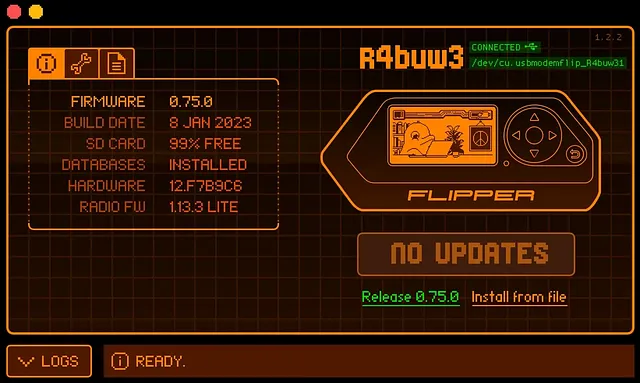 1.2.2
R4buw3
CONNECTED
/dev/cu.usbmodemflip_R4buw31
FIRMWARE 0.75.0
BUILD DATE 8 JAN 2023
SD CARD 99% FREE
DATABASES INSTALLED
HARDWARE 12.F7B9C6
RADIO FW 1.13.3 LITE
FLIPPER
NO UPDATES
Release 0.75.0 Install from file
LOGS
READY.